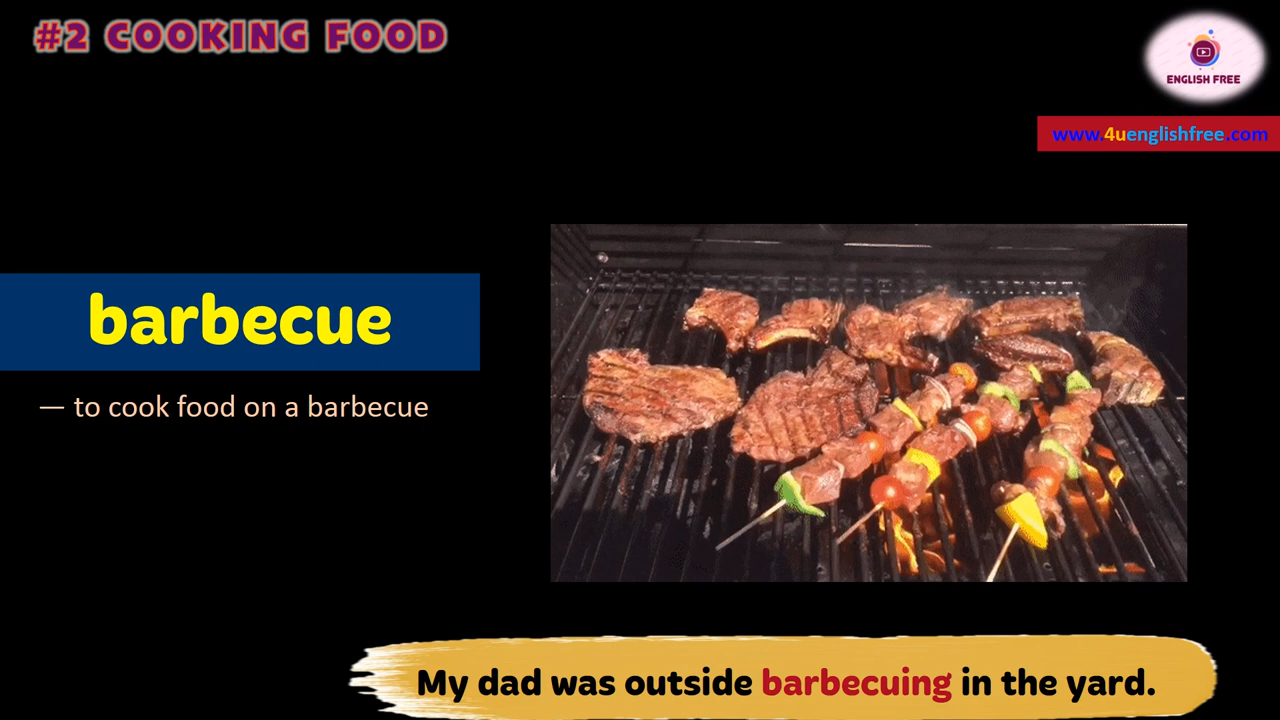 #2 COOKING FOOD
ENGLISH FREE
www.4uenglishfree.com
barbecue
— to cook food on a barbecue
My dad was outside barbecuing in the yard.